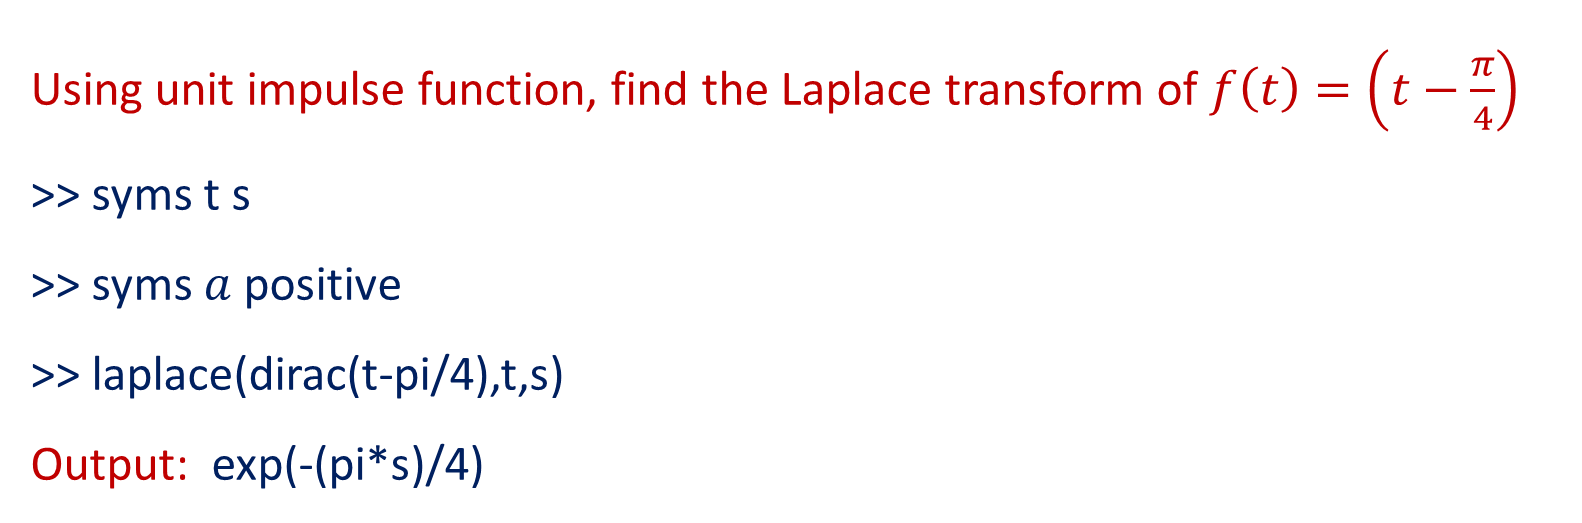 Using unit impulse function, find the Laplace transform of f(t) = (t − π/4)
>> syms t s
>> syms a positive
>> laplace(dirac(t-pi/4),t,s)
Output: exp(-(pi*s)/4)